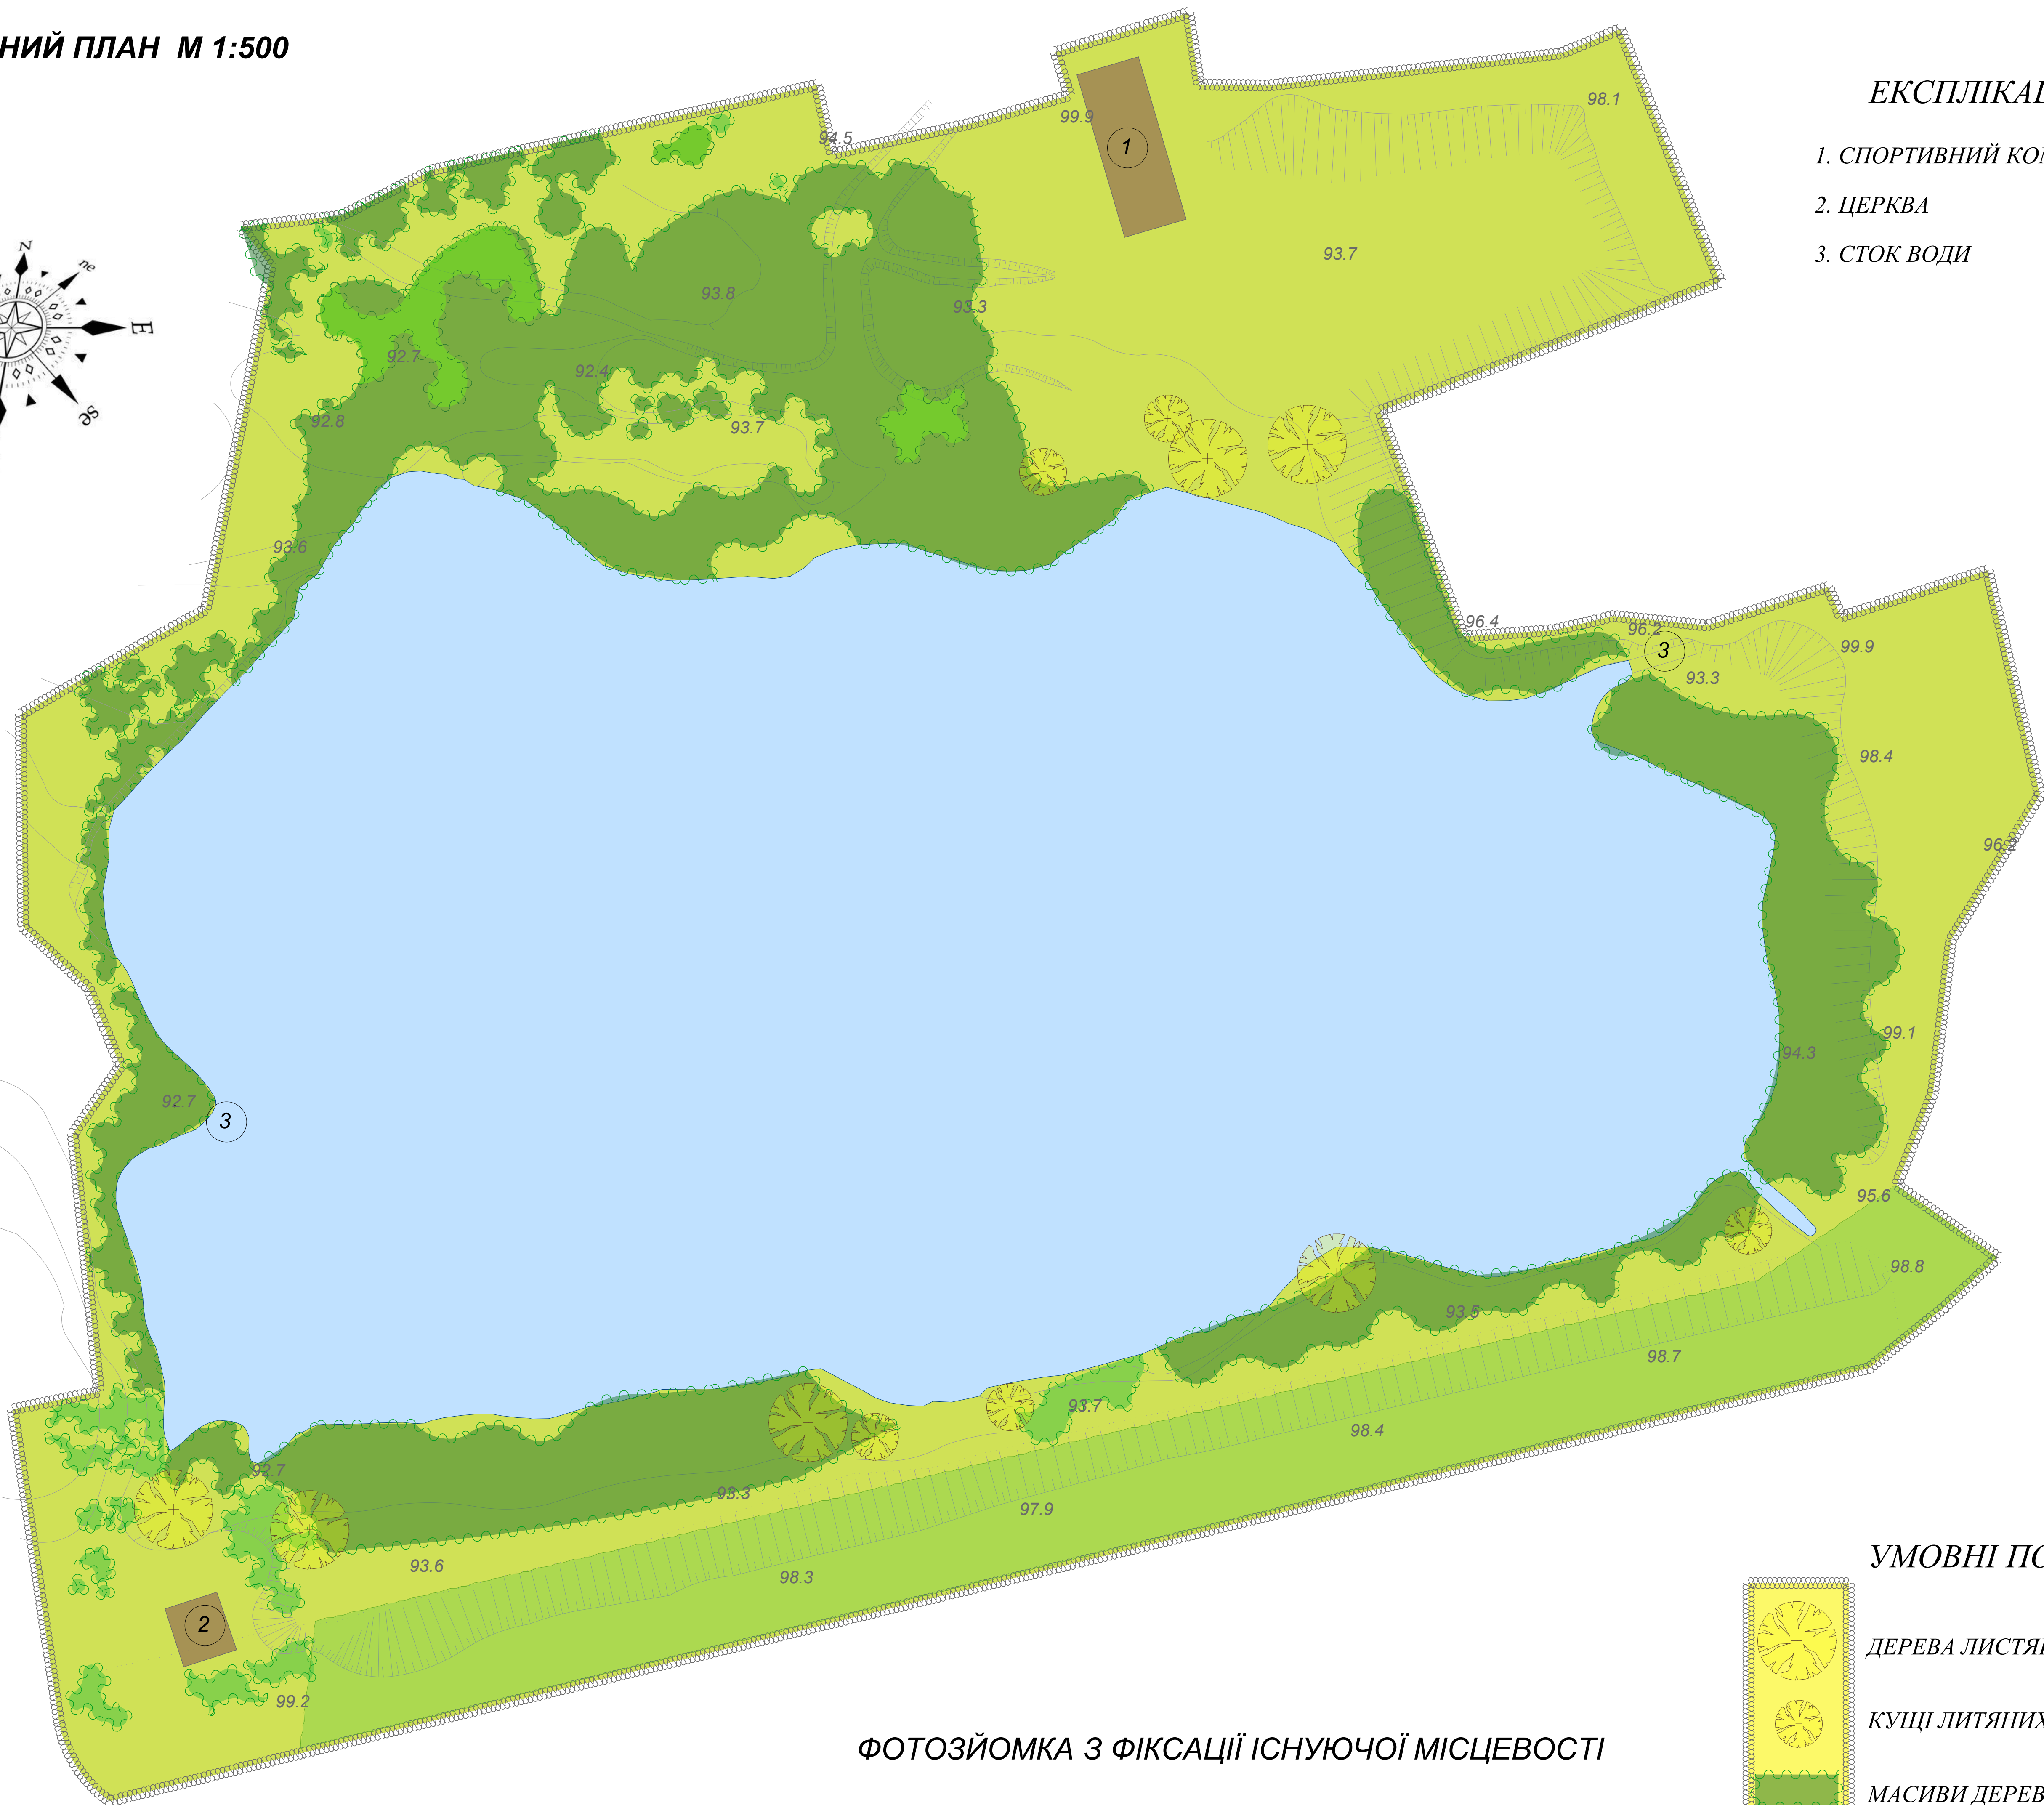 НИЙ ПЛАН М 1:500
ЕКСПЛІКАЦ
1. СПОРТИВНИЙ КОМ
2. ЦЕРКВА
3. СТОК ВОДИ
N
ne
E
se
98.1
99.9
94.5
1
93.7
93.8
93.3
92.7
92.4
92.8
93.7
93.6
96.4
96.2
3
99.9
93.3
98.4
96.2
99.1
94.3
92.7
3
95.6
98.8
93.5
98.7
93.7
98.4
92.7
93.3
97.9
93.6
98.3
2
99.2
УМОВНІ ПО
ДЕРЕВА ЛИСТЯН
КУЩІ ЛИТЯНИХ
МАСИВИ ДЕРЕВ
ФОТОЗЙОМКА З ФІКСАЦІЇ ІСНУЮЧОЇ МІСЦЕВОСТІ